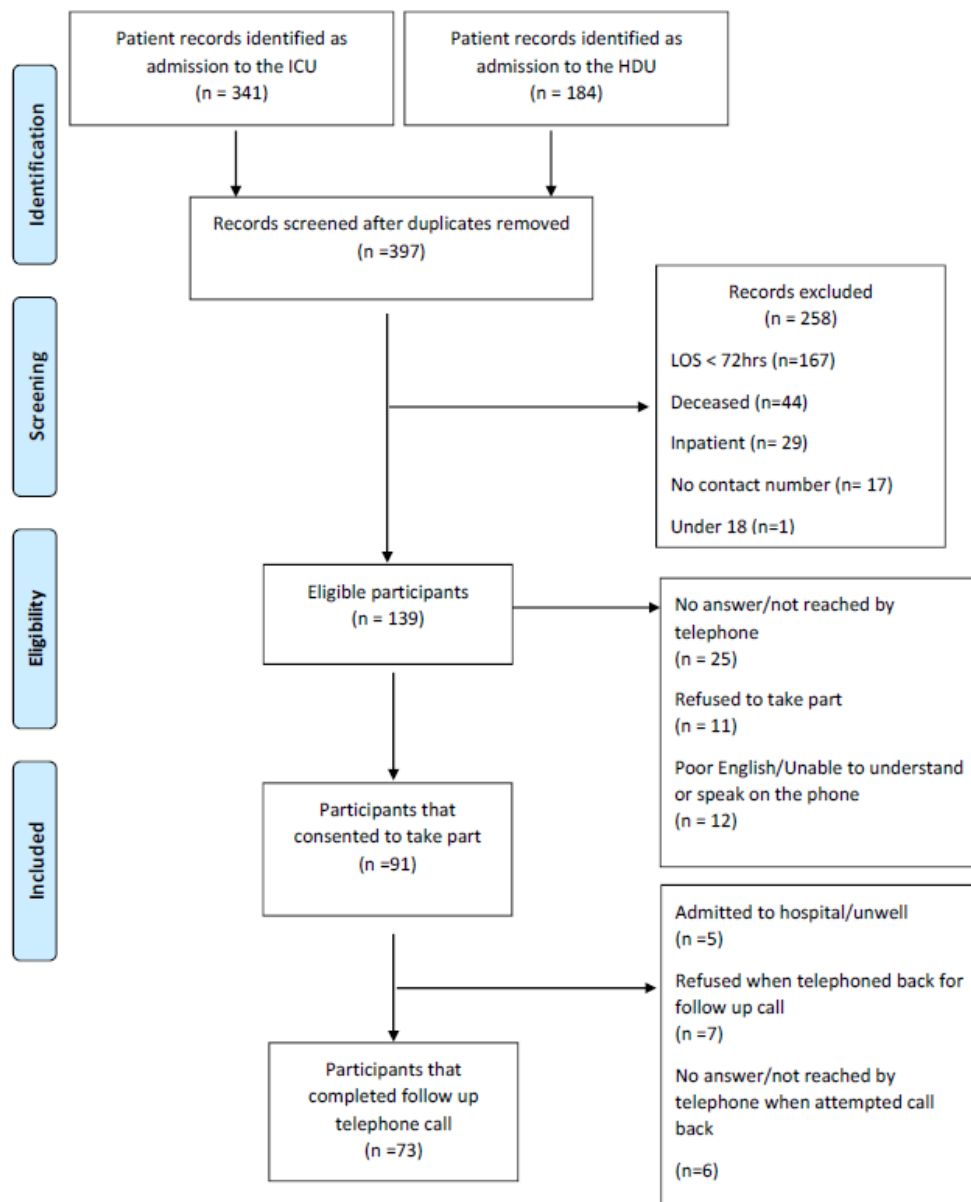 Patient records identified as
admission to the ICU
(n = 341)
Patient records identified as
admission to the HDU
(n = 184)
Identification
Records screened after duplicates removed
(n =397)
Screening
Records excluded
(n = 258)
LOS < 72hrs (n=167)
Deceased (n=44)
Inpatient (n= 29)
No contact number (n= 17)
Under 18 (n=1)
Eligibility
Eligible participants
(n = 139)
No answer/not reached by
telephone
(n = 25)
Refused to take part
(n = 11)
Poor English/Unable to understand
or speak on the phone
(n = 12)
Included
Participants that
consented to take part
(n =91)
Admitted to hospital/unwell
(n =5)
Refused when telephoned back for
follow up call
(n =7)
No answer/not reached by
telephone when attempted call
back
(n=6)
Participants that
completed follow up
telephone call
(n =73)